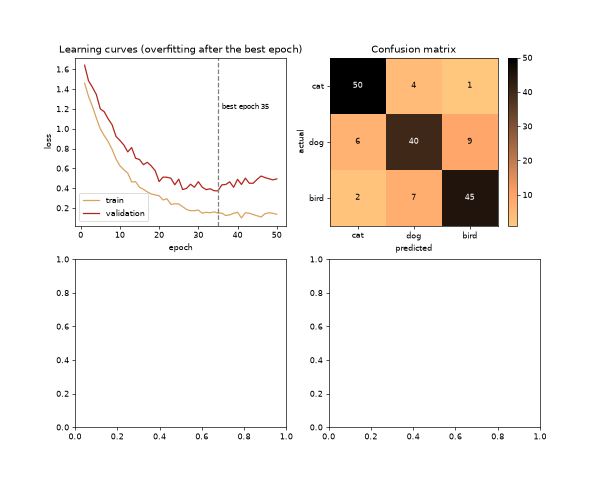 Learning curves (overfitting after the best epoch)
1.6
1.4
1.2
1.0
0.8
0.6
0.4
0.2
loss
best epoch 35
train
validation
0 10 20 30 40 50
epoch
Confusion matrix
actual
cat 50 4 1
dog 6 40 9
bird 2 7 45
cat dog bird
predicted
50
40
30
20
10
1.0
0.8
0.6
0.4
0.2
0.0
0.0 0.2 0.4 0.6 0.8 1.0
1.0
0.8
0.6
0.4
0.2
0.0
0.0 0.2 0.4 0.6 0.8 1.0